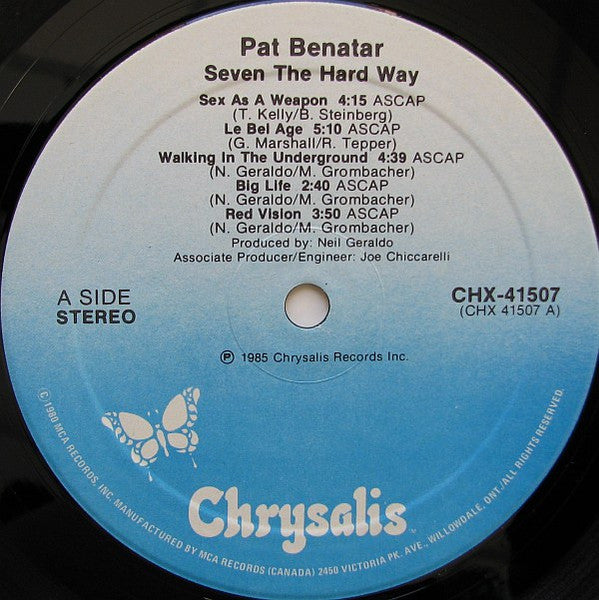 Pat Benatar
Seven The Hard Way
Sex As A Weapon 4:15 ASCAP
(T. Kelly/B. Steinberg)
Le Bel Age 5:10 ASCAP
(G. Marshall/R. Tepper)
Walking In The Underground 4:39 ASCAP
(N. Geraldo/M. Grombacher)
Big Life 2:40 ASCAP
(N. Geraldo/M. Grombacher)
Red Vision 3:50 ASCAP
(N. Geraldo/M. Grombacher)
Produced by: Neil Geraldo
Associate Producer/Engineer: Joe Chiccarelli
A SIDE
STEREO
CHX-41507
(CHX 41507 A)
℗ 1985 Chrysalis Records Inc.
Chrysalis
©1980 MCA RECORDS, INC. MANUFACTURED BY MCA RECORDS (CANADA) 2450 VICTORIA PK. AVE., WILLOWDALE, ONT./ALL RIGHTS RESERVED.